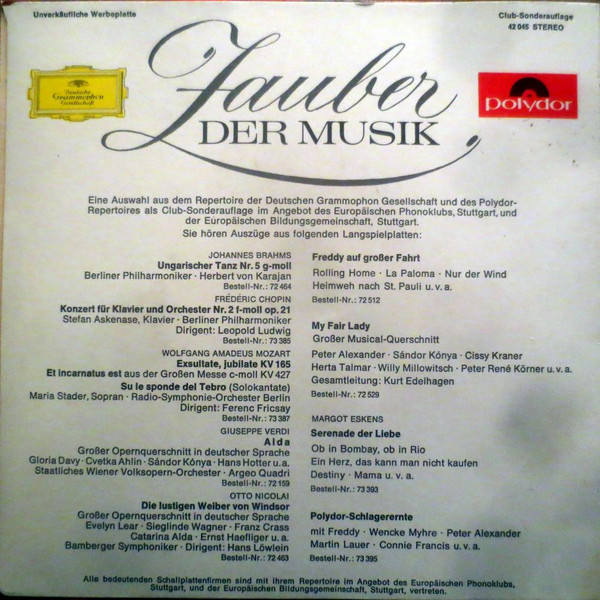 Unverkäufliche Werbeplatte
Club-Sonderauflage
42 045 STEREO
Deutsche
Grammophon
Gesellschaft
Zauber
DER MUSIK
polydor
Eine Auswahl aus dem Repertoire der Deutschen Grammophon Gesellschaft und des Polydor-
Repertoires als Club-Sonderauflage im Angebot des Europäischen Phonoklubs, Stuttgart, und
der Europäischen Bildungsgemeinschaft, Stuttgart.
Sie hören Auszüge aus folgenden Langspielplatten:
JOHANNES BRAHMS
Ungarischer Tanz Nr. 5 g-moll
Berliner Philharmoniker · Herbert von Karajan
Bestell-Nr.: 72 464
FRÉDÉRIC CHOPIN
Konzert für Klavier und Orchester Nr. 2 f-moll op. 21
Stefan Askenase, Klavier · Berliner Philharmoniker
Dirigent: Leopold Ludwig
Bestell-Nr.: 73 385
WOLFGANG AMADEUS MOZART
Exsultate, jubilate KV 165
Et incarnatus est aus der Großen Messe c-moll KV 427
Su le sponde del Tebro (Solokantate)
Maria Stader, Sopran · Radio-Symphonie-Orchester Berlin
Dirigent: Ferenc Fricsay
Bestell-Nr.: 73 387
GIUSEPPE VERDI
Aida
Großer Opernquerschnitt in deutscher Sprache
Gloria Davy · Cvetka Ahlin · Sándor Kónya · Hans Hotter u. a.
Staatliches Wiener Volksopern-Orchester · Argeo Quadri
Bestell-Nr.: 72 159
OTTO NICOLAI
Die lustigen Weiber von Windsor
Großer Opernquerschnitt in deutscher Sprache
Evelyn Lear · Sieglinde Wagner · Franz Crass
Catarina Alda · Ernst Haefliger u. a.
Bamberger Symphoniker · Dirigent: Hans Löwlein
Bestell-Nr.: 72 463
Freddy auf großer Fahrt
Rolling Home · La Paloma · Nur der Wind
Heimweh nach St. Pauli u. v. a.
Bestell-Nr.: 72 512
My Fair Lady
Großer Musical-Querschnitt
Peter Alexander · Sándor Kónya · Cissy Kraner
Herta Talmar · Willy Millowitsch · Peter René Körner u. v. a.
Gesamtleitung: Kurt Edelhagen
Bestell-Nr.: 72 529
MARGOT ESKENS
Serenade der Liebe
Ob in Bombay, ob in Rio
Ein Herz, das kann man nicht kaufen
Destiny · Mama u. v. a.
Bestell-Nr.: 73 393
Polydor-Schlagerernte
mit Freddy · Wencke Myhre · Peter Alexander
Martin Lauer · Connie Francis u. v. a.
Bestell-Nr.: 73 395
Alle bedeutenden Schallplattenfirmen sind mit ihrem Repertoire im Angebot des Europäischen Phonoklubs,
Stuttgart, und der Europäischen Bildungsgemeinschaft, Stuttgart, vertreten.